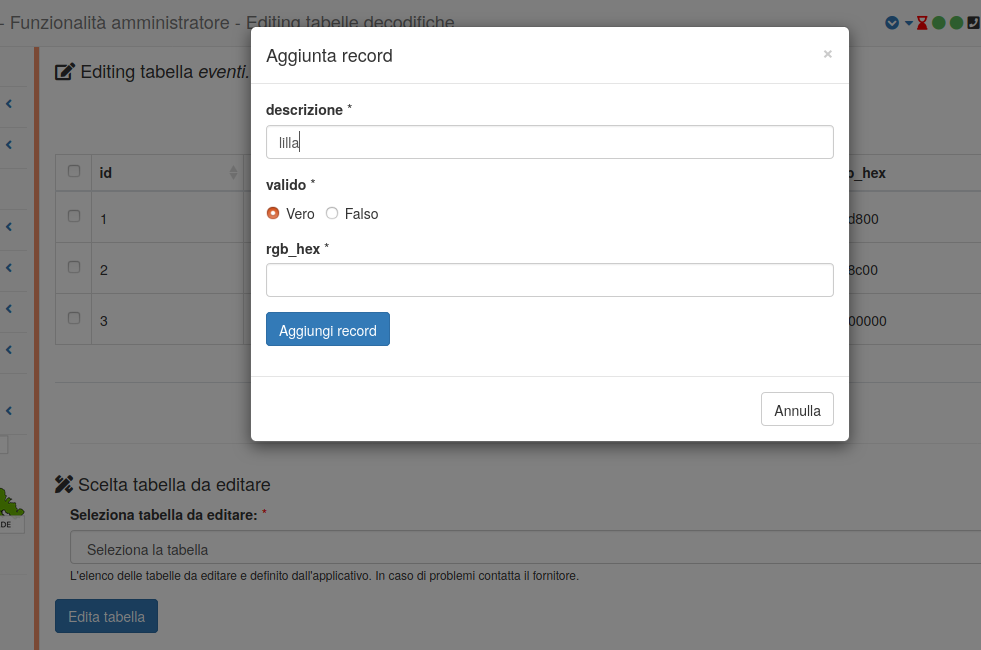 - Funzionalità amministratore - Editing tabelle decodifiche
Aggiunta record
×
Editing tabella eventi.
descrizione *
lilla
id
_hex
valido *
Vero Falso
1
d800
rgb_hex *
2
8c00
3
00000
Aggiungi record
Annulla
Scelta tabella da editare
Seleziona tabella da editare: *
DE
Seleziona la tabella
L'elenco delle tabelle da editare e definito dall'applicativo. In caso di problemi contatta il fornitore.
Edita tabella